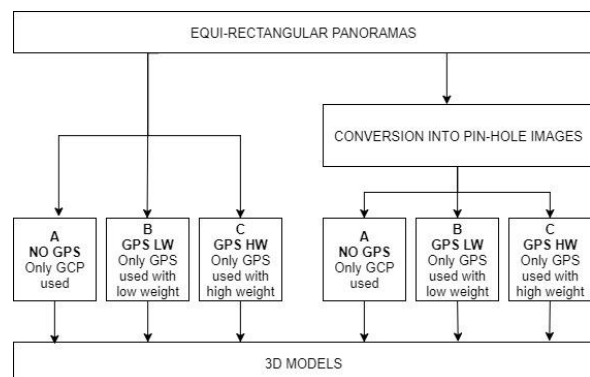 EQUI-RECTANGULAR PANORAMAS
CONVERSION INTO PIN-HOLE IMAGES
A
NO GPS
Only GCP
used
B
GPS LW
Only GPS
used with
low weight
C
GPS HW
Only GPS
used with
high weight
A
NO GPS
Only GCP
used
B
GPS LW
Only GPS
used with
low weight
C
GPS HW
Only GPS
used with
high weight
3D MODELS